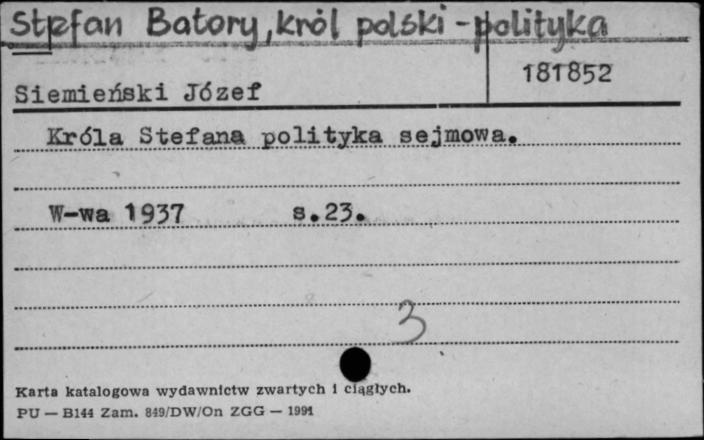 Stefan Batory, król polski - polityka
181852
Siemieński Józef
Króla Stefana polityka sejmowa.
W-wa 1937 s.23.
3
Karta katalogowa wydawnictw zwartych i ciągłych.
PU — B144 Zam. 849/DW/On ZGG — 1991